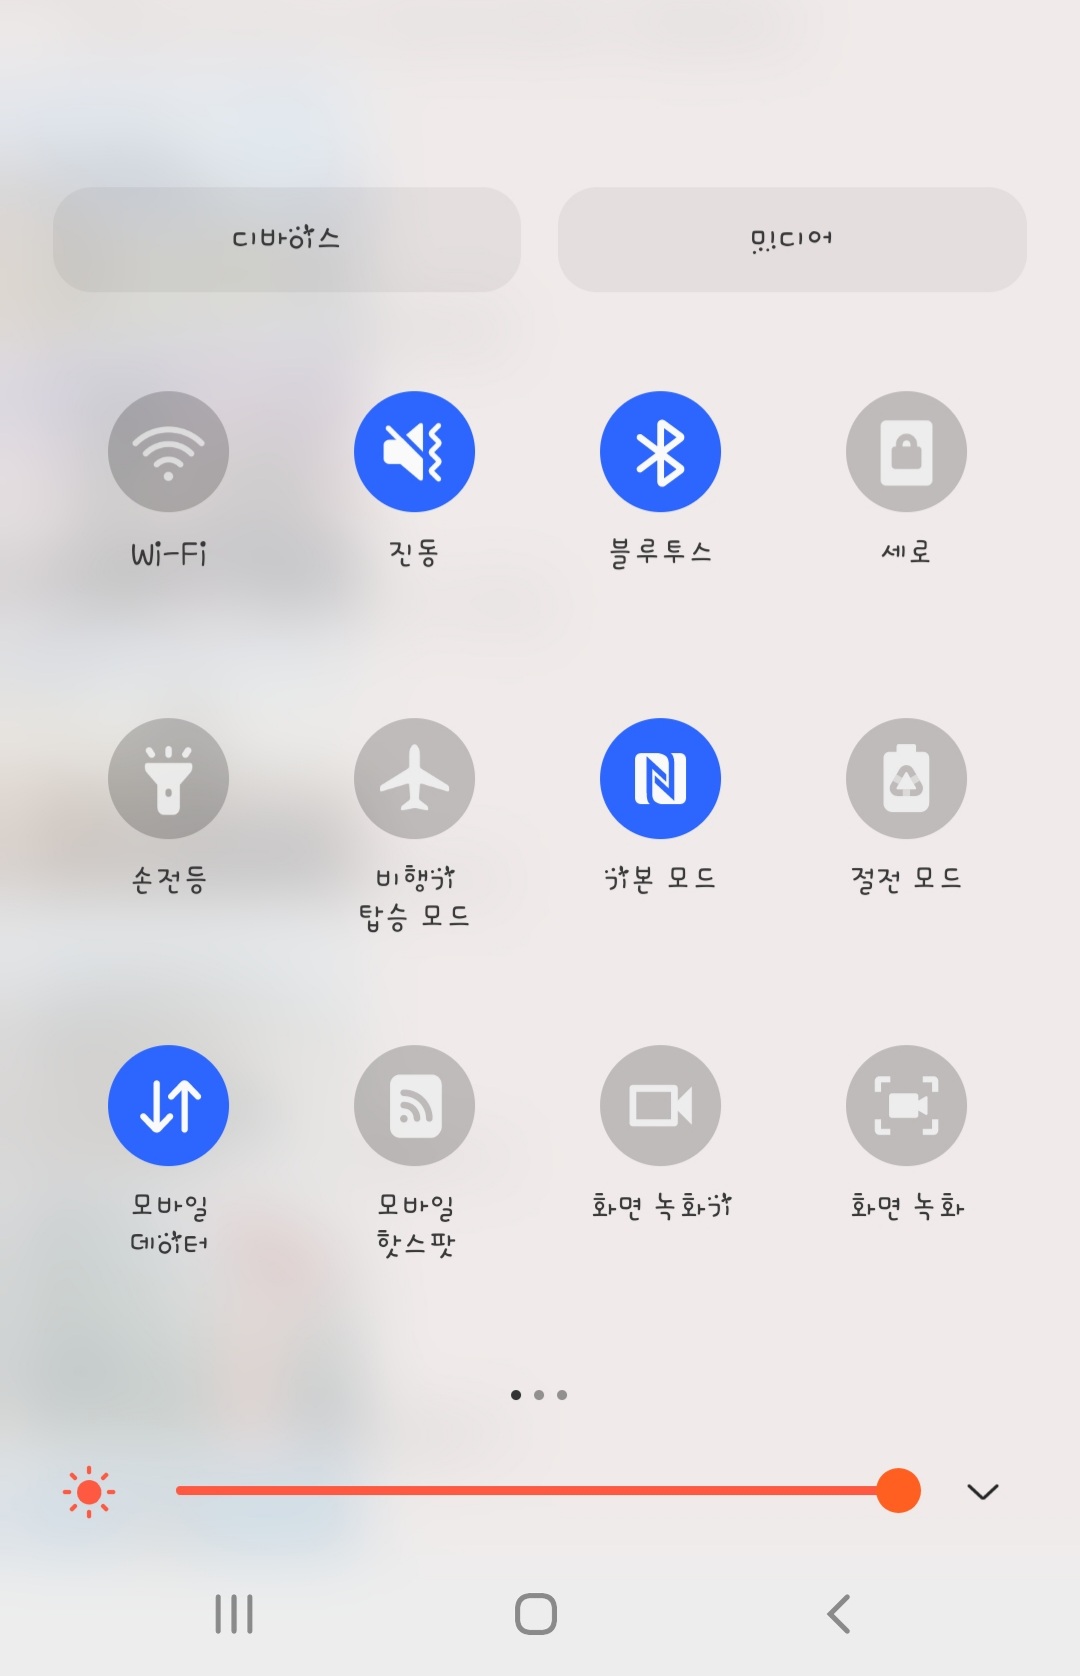 디바이스
미디어
Wi-Fi
진동
블루투스
세로
손전등
비행기
탑승 모드
기본 모드
절전 모드
모바일
데이터
모바일
핫스팟
화면 녹화기
화면 녹화